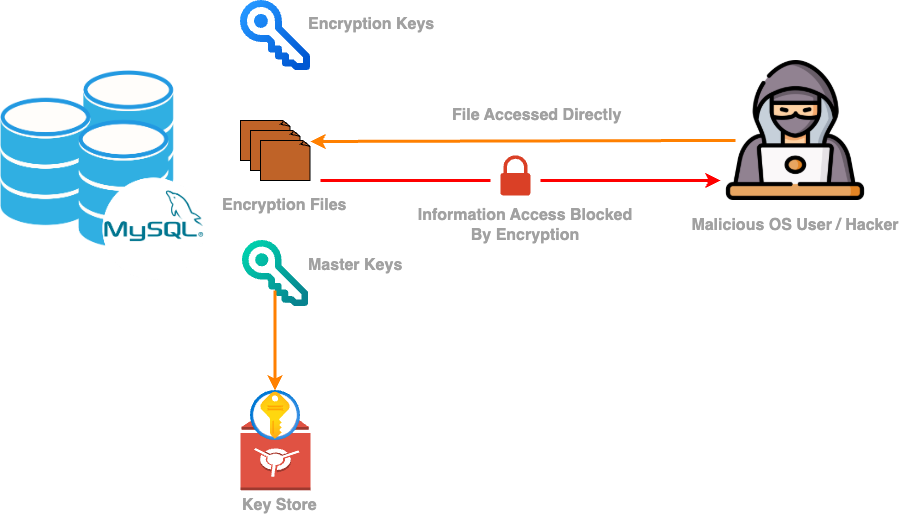 Encryption Keys
File Accessed Directly
Encryption Files
Information Access Blocked
By Encryption
Malicious OS User / Hacker
MySQL®
Master Keys
Key Store